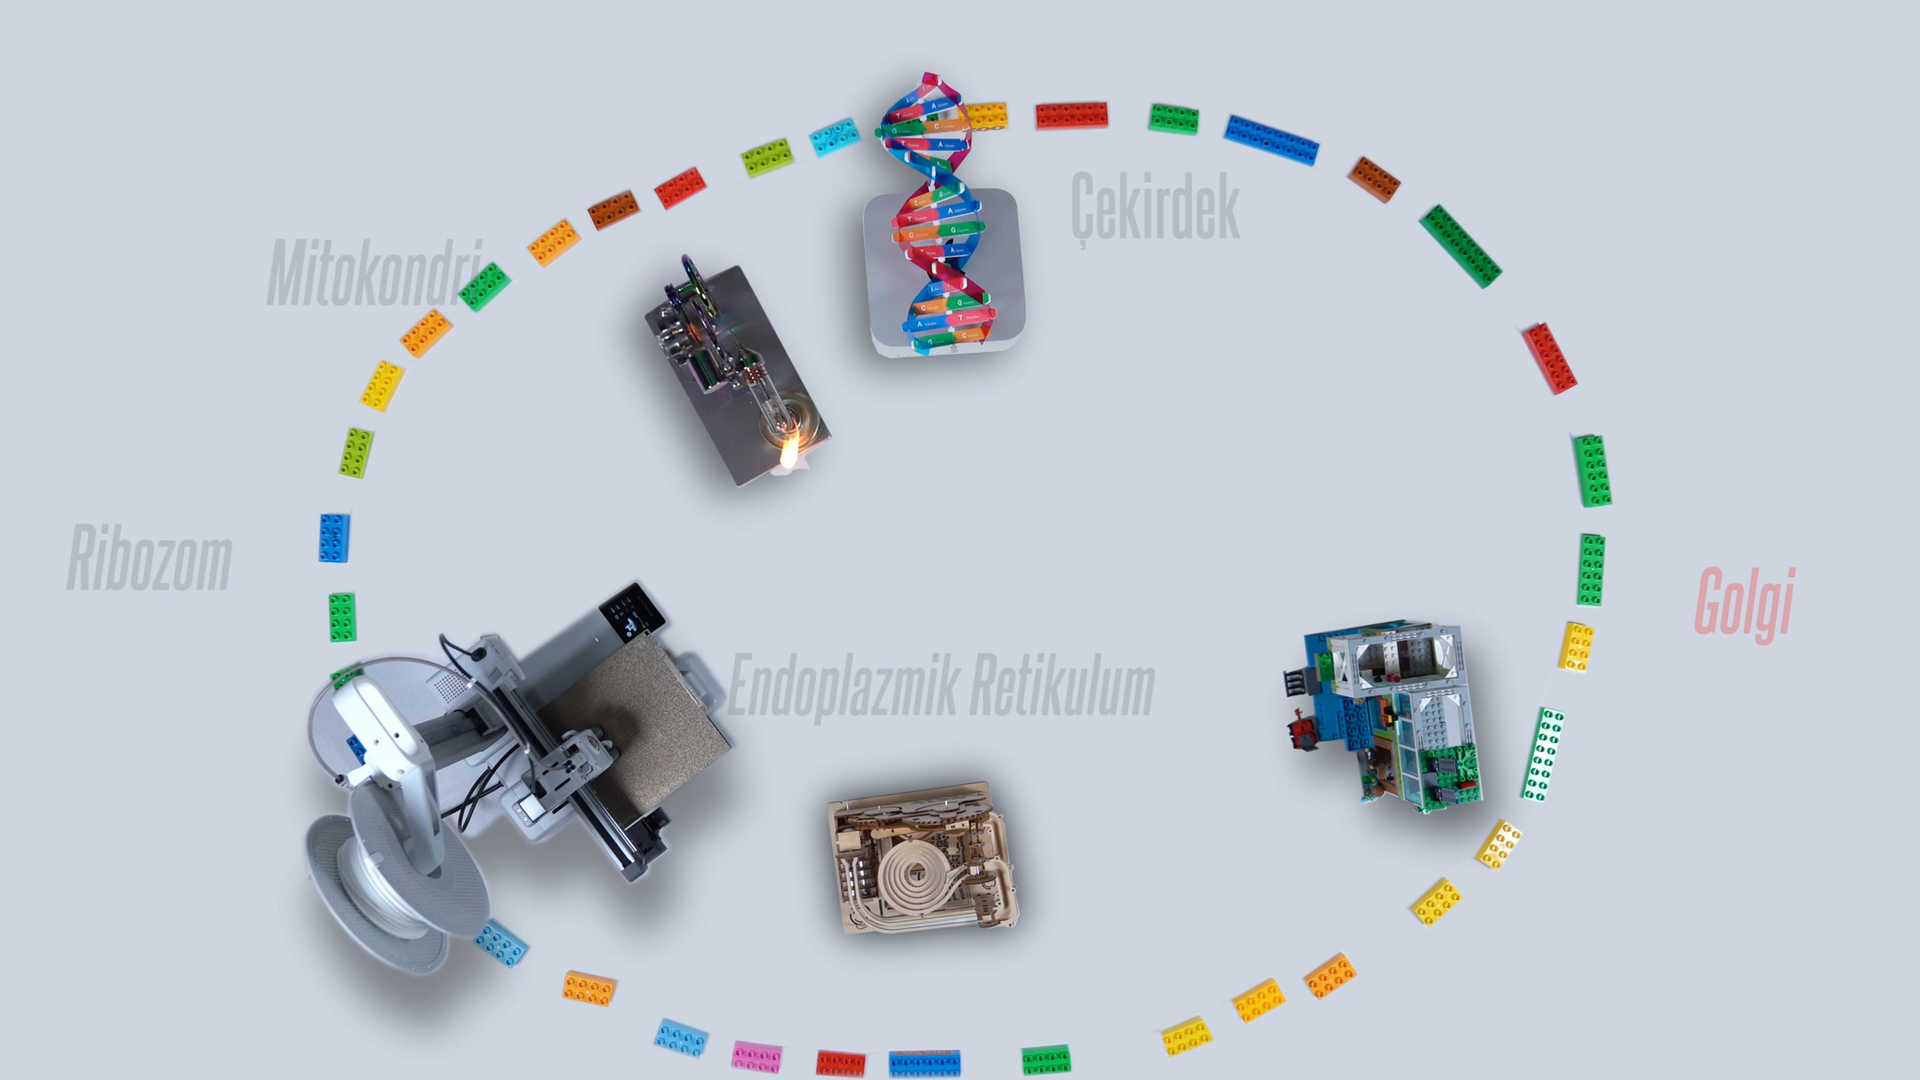 Çekirdek
Mitokondri
Ribozom
Golgi
Endoplazmik Retikulum